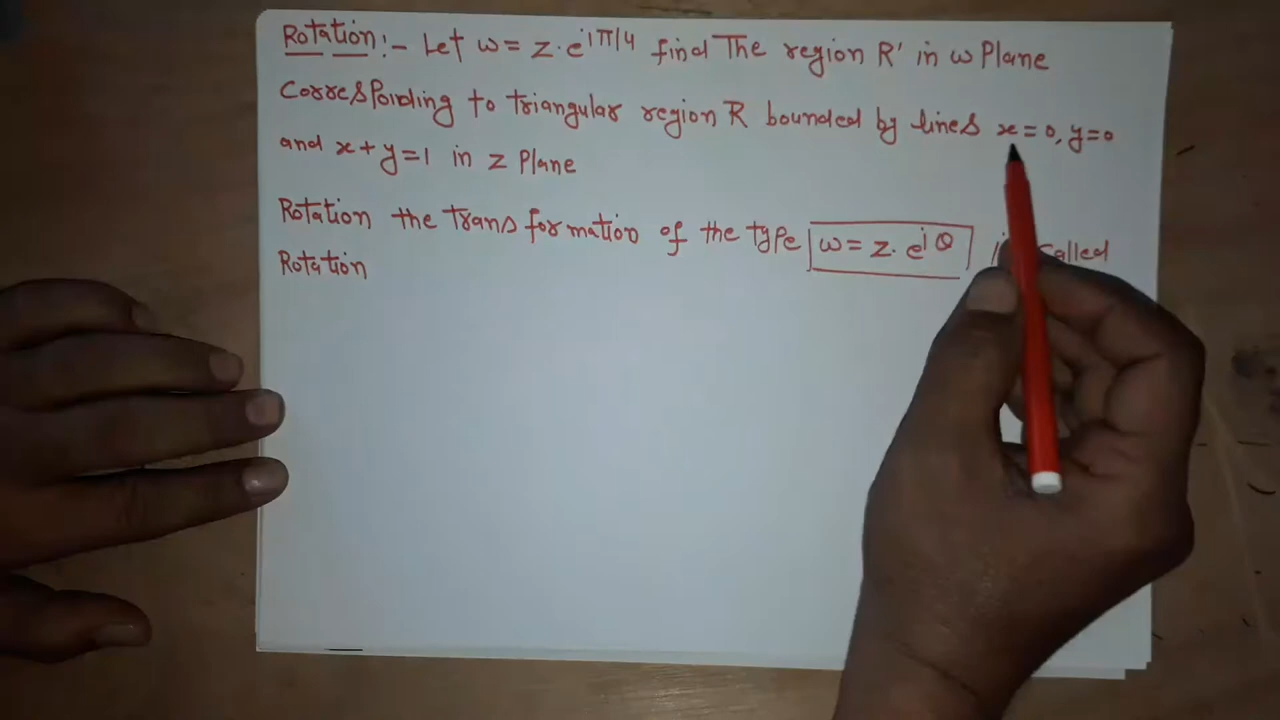 Rotation :- Let w = z · e^iπ/4 find The region R' in w Plane
Corresponding to triangular region R bounded by lines x = 0, y = 0
and x + y = 1 in z Plane
Rotation the transformation of the type w = z · e^iθ called
Rotation